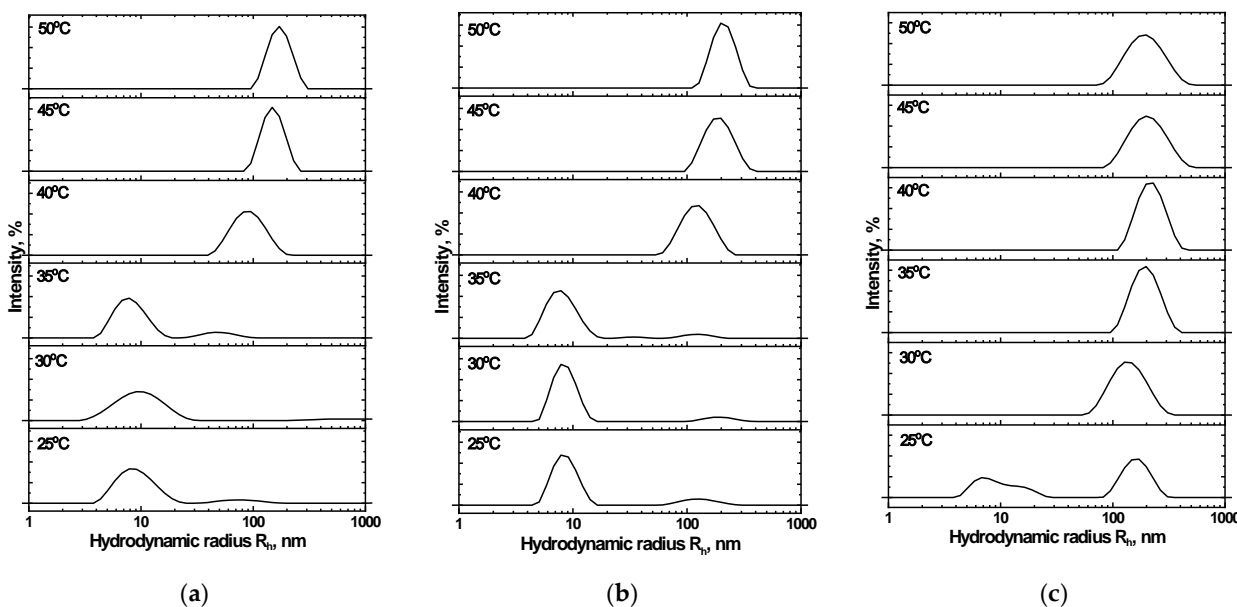 50ºC
45ºC
40ºC
35ºC
30ºC
25ºC
Intensity, %
1 10 100 1000
Hydrodynamic radius Rh, nm
(a)
50ºC
45ºC
40ºC
35ºC
30ºC
25ºC
Intensity, %
1 10 100 1000
Hydrodynamic radius Rh, nm
(b)
50ºC
45ºC
40ºC
35ºC
30ºC
25ºC
Intensity, %
1 10 100 1000
Hydrodynamic radius Rh, nm
(c)